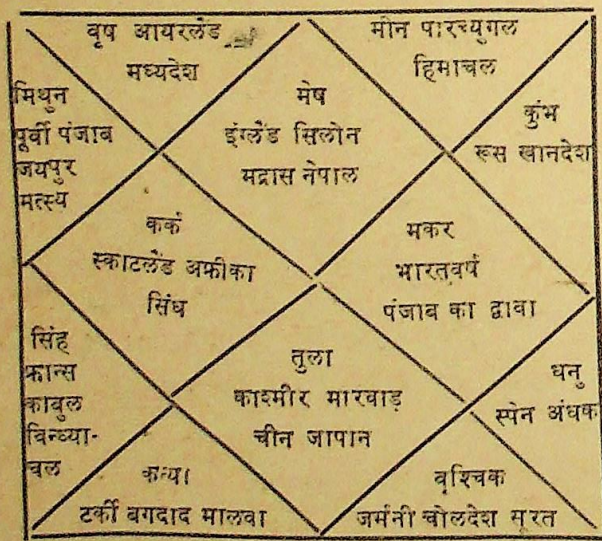 वृष आयरलैंड
मध्यदेश
मीन पारच्युगल
हिमाचल
मिथुन
पूर्वी पंजाब
जयपुर
मत्स्य
मेष
इंग्लैंड सिलोन
मद्रास नेपाल
कुंभ
रूस खानदेश
कर्क
स्काटलैंड अफ्रीका
सिंध
मकर
भारतवर्ष
पंजाब का द्वाबा
सिंह
फ्रान्स
काबुल
विन्ध्या-
चल
तुला
काश्मीर मारवाड़
चीन जापान
धनु
स्पेन अंधक
कन्या
टर्की बगदाद मालवा
वृश्चिक
जर्मनी चोलदेश सूरत